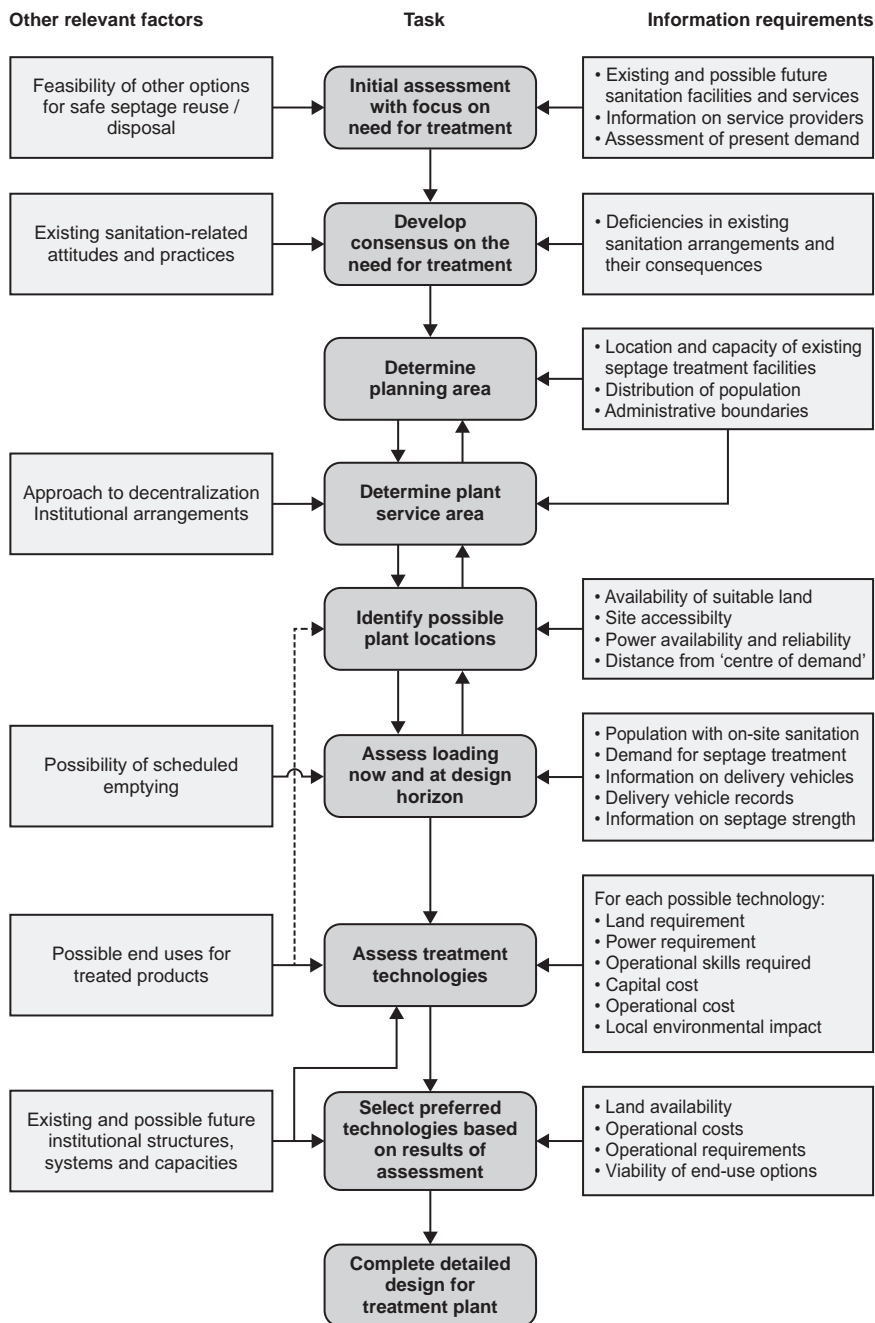 Other relevant factors
Task
Information requirements
Feasibility of other options
for safe septage reuse /
disposal
Initial assessment
with focus on
need for treatment
• Existing and possible future
sanitation facilities and services
• Information on service providers
• Assessment of present demand
Existing sanitation-related
attitudes and practices
Develop
consensus on the
need for treatment
• Deficiencies in existing
sanitation arrangements and
their consequences
Determine
planning area
• Location and capacity of existing
septage treatment facilities
• Distribution of population
• Administrative boundaries
Approach to decentralization
Institutional arrangements
Determine plant
service area
Identify possible
plant locations
• Availability of suitable land
• Site accessibilty
• Power availability and reliability
• Distance from ‘centre of demand’
Possibility of scheduled
emptying
Assess loading
now and at design
horizon
• Population with on-site sanitation
• Demand for septage treatment
• Information on delivery vehicles
• Delivery vehicle records
• Information on septage strength
Possible end uses for
treated products
Assess treatment
technologies
For each possible technology:
• Land requirement
• Power requirement
• Operational skills required
• Capital cost
• Operational cost
• Local environmental impact
Existing and possible future
institutional structures,
systems and capacities
Select preferred
technologies based
on results of
assessment
• Land availability
• Operational costs
• Operational requirements
• Viability of end-use options
Complete detailed
design for
treatment plant